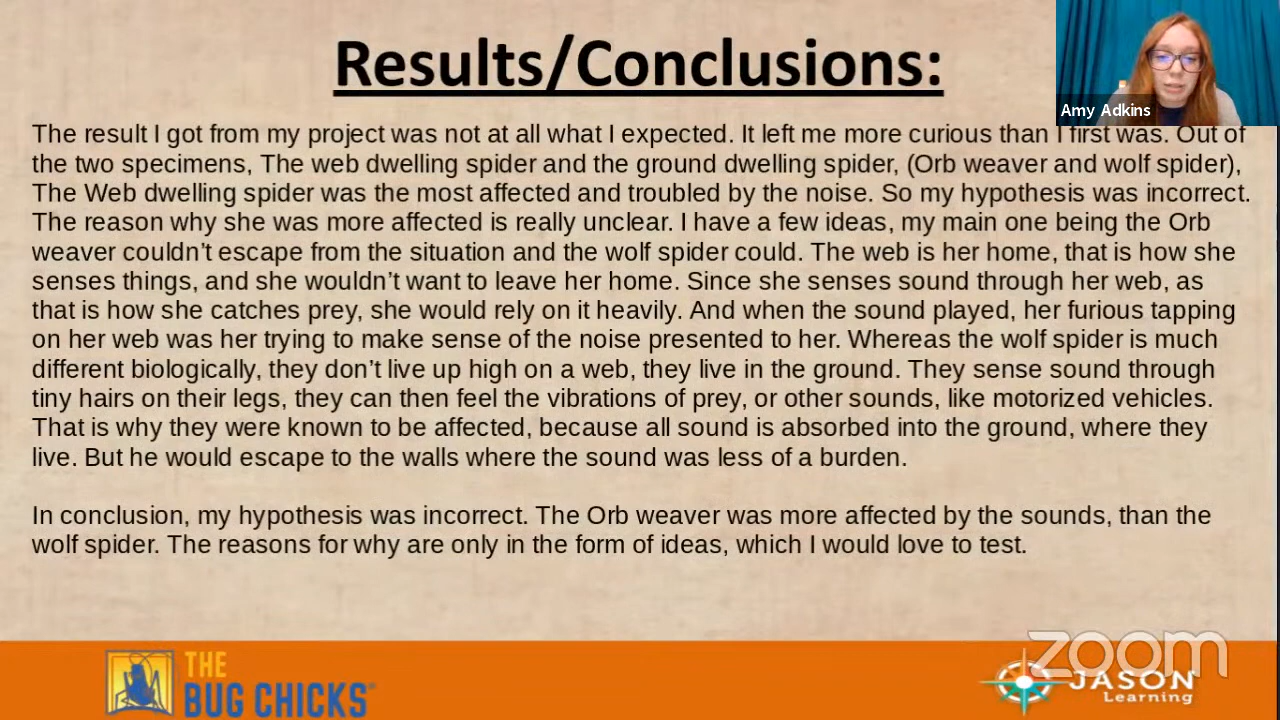 Results/Conclusions:
Amy Adkins
The result I got from my project was not at all what I expected. It left me more curious than I first was. Out of
the two specimens, The web dwelling spider and the ground dwelling spider, (Orb weaver and wolf spider),
The Web dwelling spider was the most affected and troubled by the noise. So my hypothesis was incorrect.
The reason why she was more affected is really unclear. I have a few ideas, my main one being the Orb
weaver couldn’t escape from the situation and the wolf spider could. The web is her home, that is how she
senses things, and she wouldn’t want to leave her home. Since she senses sound through her web, as
that is how she catches prey, she would rely on it heavily. And when the sound played, her furious tapping
on her web was her trying to make sense of the noise presented to her. Whereas the wolf spider is much
different biologically, they don’t live up high on a web, they live in the ground. They sense sound through
tiny hairs on their legs, they can then feel the vibrations of prey, or other sounds, like motorized vehicles.
That is why they were known to be affected, because all sound is absorbed into the ground, where they
live. But he would escape to the walls where the sound was less of a burden.
In conclusion, my hypothesis was incorrect. The Orb weaver was more affected by the sounds, than the
wolf spider. The reasons for why are only in the form of ideas, which I would love to test.
THE
BUG CHICKS
zoom
JASON
Learning